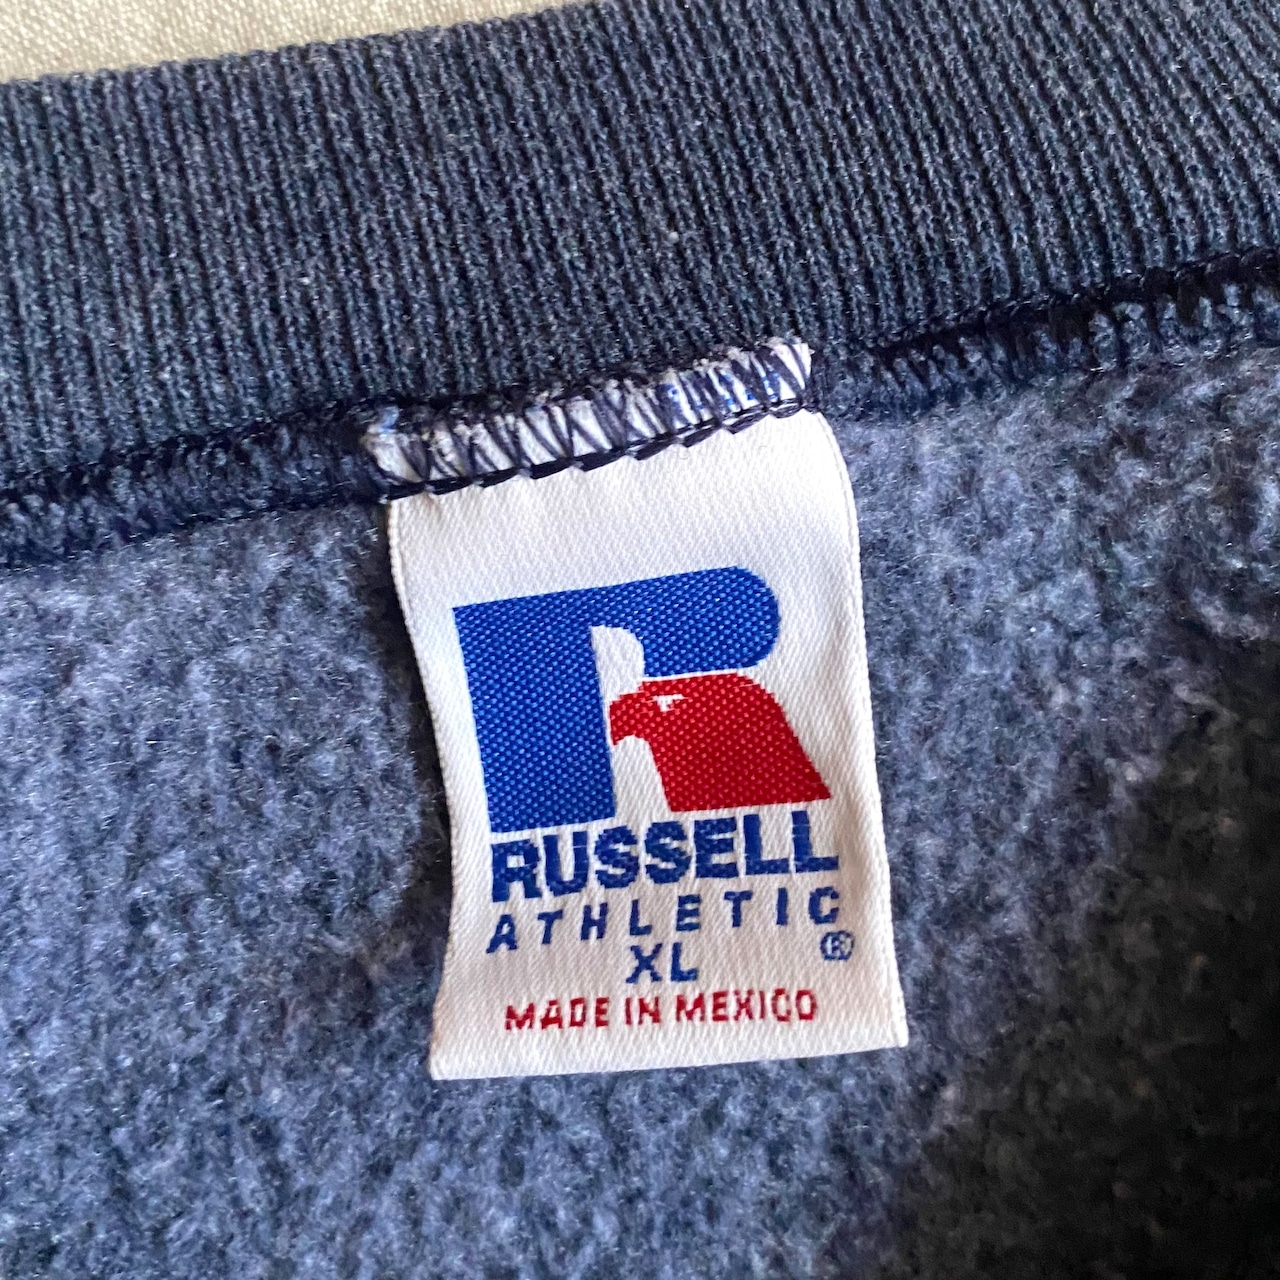 RUSSELL
ATHLETIC
®
XL
MADE IN MEXICO